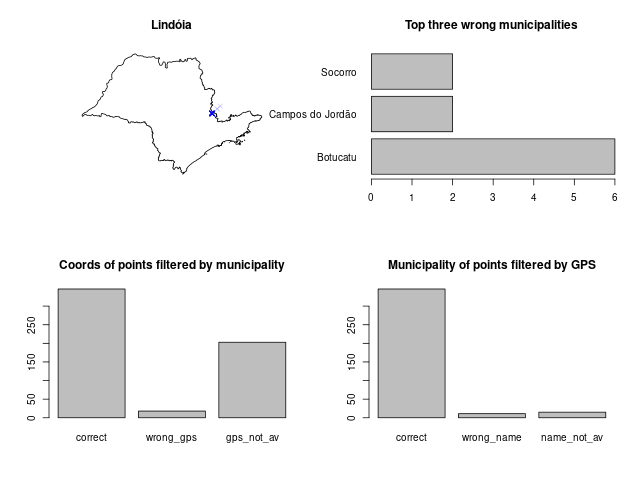 Lindóia
Top three wrong municipalities
Socorro
Campos do Jordão
Botucatu
0 1 2 3 4 5 6
Coords of points filtered by municipality
250
150
50
0
correct wrong_gps gps_not_av
Municipality of points filtered by GPS
250
150
50
0
correct wrong_name name_not_av